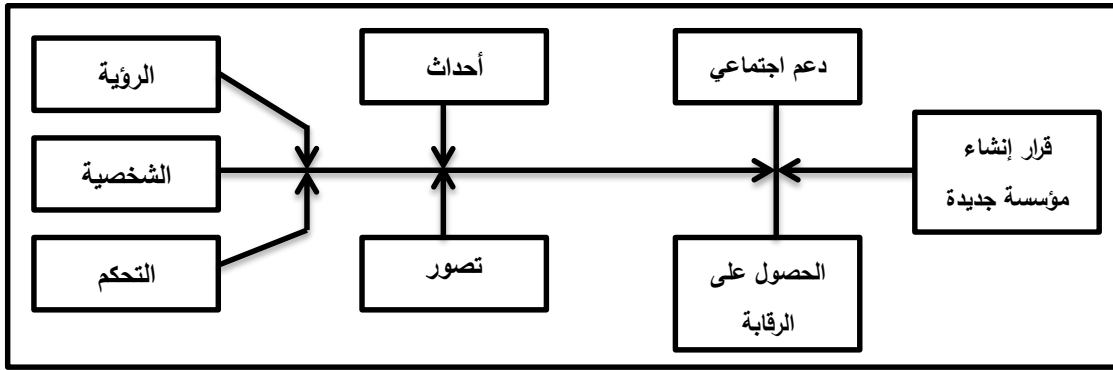 الرؤية
الشخصية
التحكم
أحداث
تصور
دعم اجتماعي
الحصول على
الرقابة
قرار إنشاء
مؤسسة جديدة